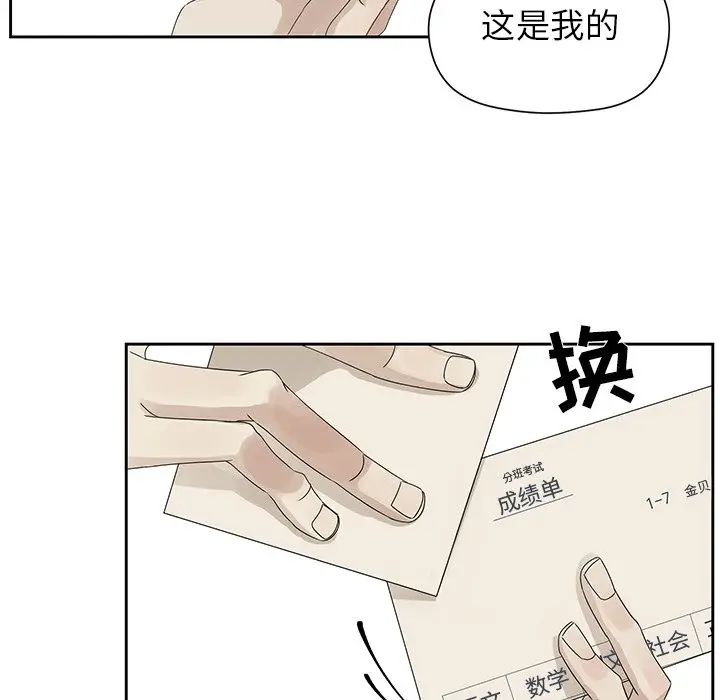 这是我的
换
分班考试
成绩单
1-7 金贝
数学 社会